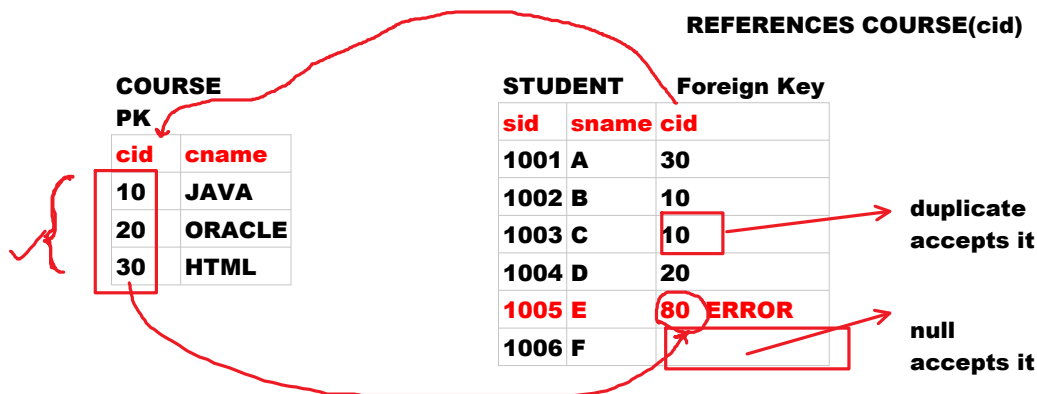 REFERENCES COURSE(cid)
COURSE
PK
cid cname
10 JAVA
20 ORACLE
30 HTML
STUDENT Foreign Key
sid sname cid
1001 A 30
1002 B 10
1003 C 10
1004 D 20
1005 E 80 ERROR
1006 F
duplicate
accepts it
null
accepts it